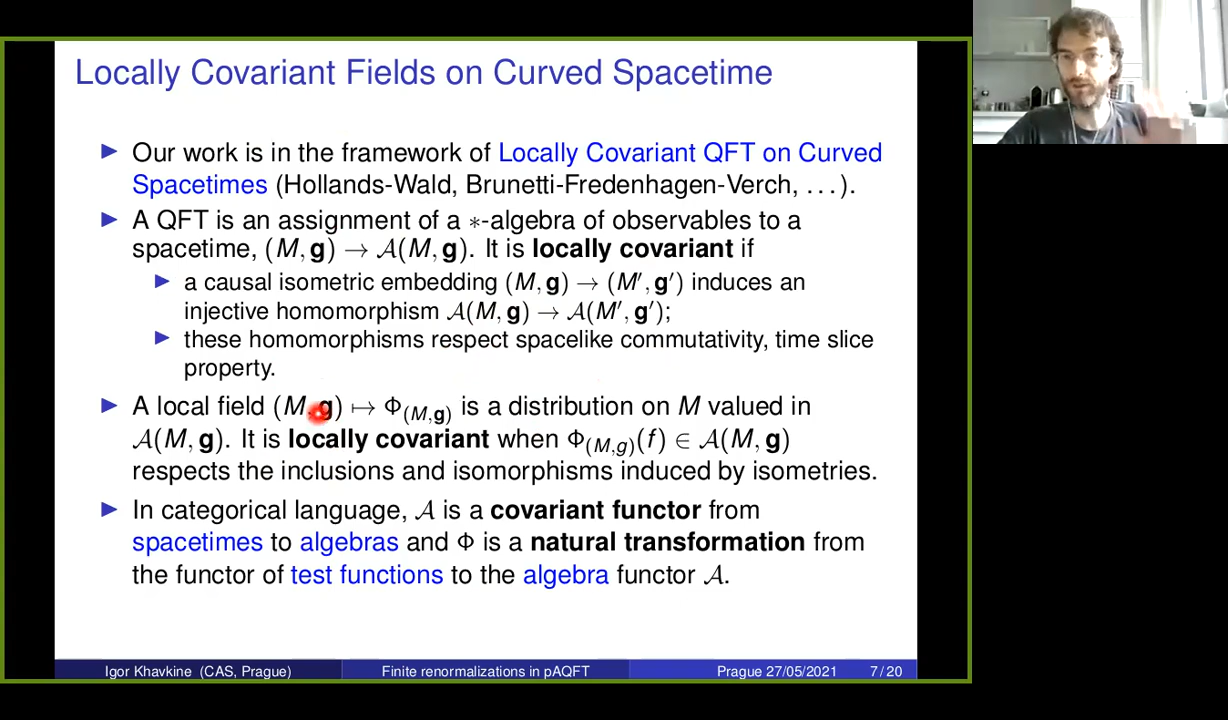 Locally Covariant Fields on Curved Spacetime
▶ Our work is in the framework of Locally Covariant QFT on Curved
Spacetimes (Hollands-Wald, Brunetti-Fredenhagen-Verch, ...).
▶ A QFT is an assignment of a ∗-algebra of observables to a
spacetime, (M, g) → A(M, g). It is locally covariant if
▶ a causal isometric embedding (M, g) → (M′, g′) induces an
injective homomorphism A(M, g) → A(M′, g′);
▶ these homomorphisms respect spacelike commutativity, time slice
property.
▶ A local field (M, g) ↦ Φ(M,g) is a distribution on M valued in
A(M, g). It is locally covariant when Φ(M,g)(f) ∈ A(M, g)
respects the inclusions and isomorphisms induced by isometries.
▶ In categorical language, A is a covariant functor from
spacetimes to algebras and Φ is a natural transformation from
the functor of test functions to the algebra functor A.
Igor Khavkine (CAS, Prague) Finite renormalizations in pAQFT Prague 27/05/2021 7/20